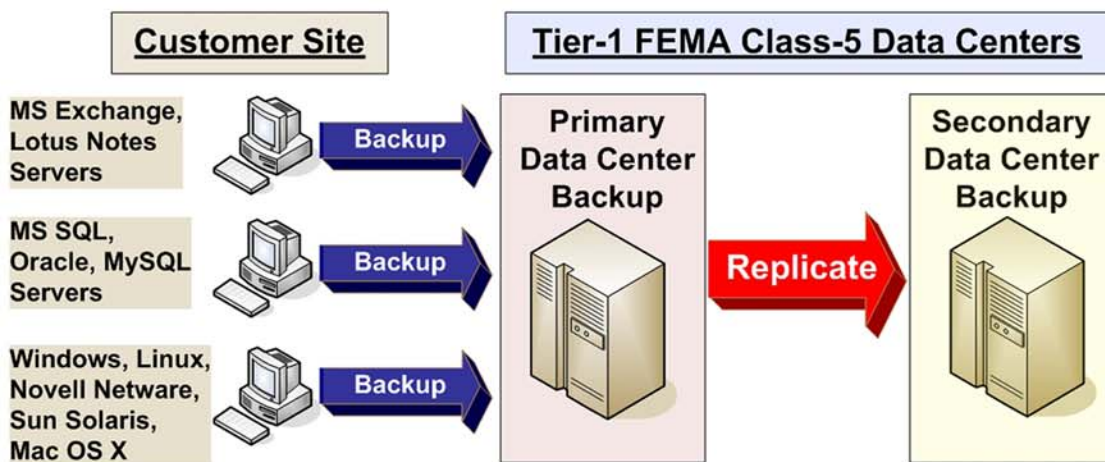 Customer Site
Tier-1 FEMA Class-5 Data Centers
MS Exchange,
Lotus Notes
Servers
Backup
MS SQL,
Oracle, MySQL
Servers
Backup
Windows, Linux,
Novell Netware,
Sun Solaris,
Mac OS X
Backup
Primary
Data Center
Backup
Replicate
Secondary
Data Center
Backup